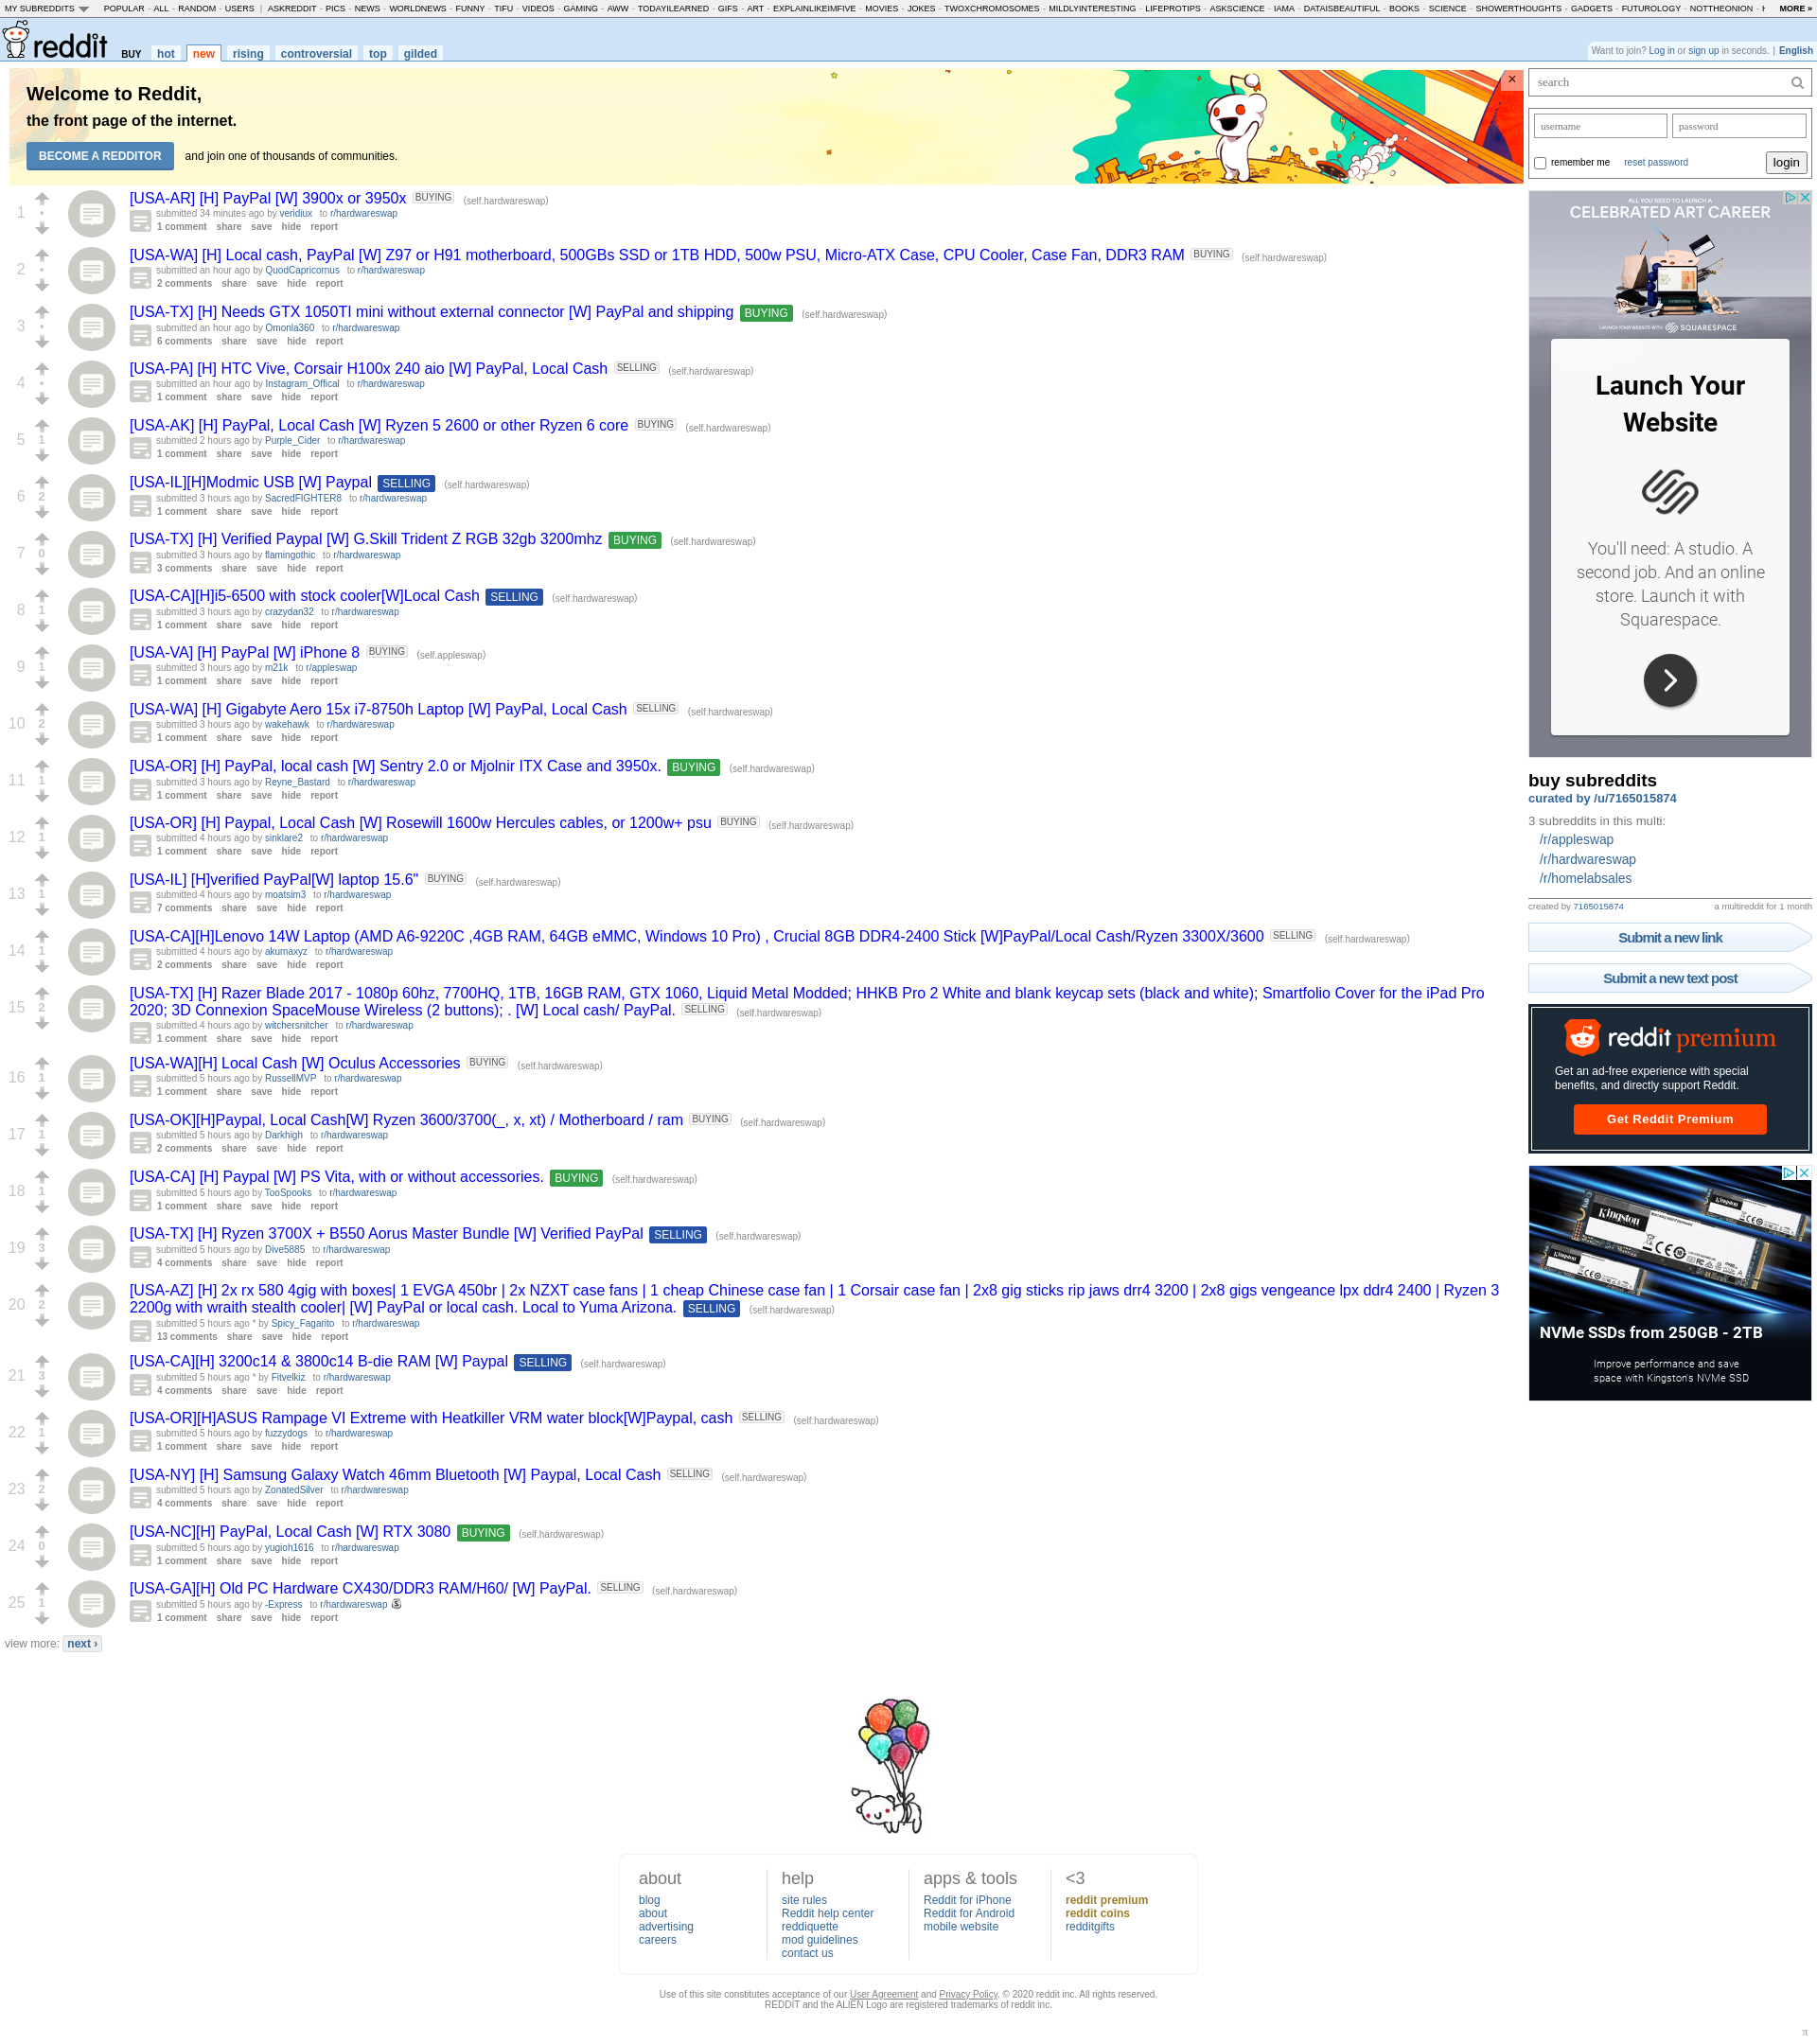 MY SUBREDDITS POPULAR - ALL - RANDOM - USERS | ASKREDDIT - PICS - NEWS - WORLDNEWS - FUNNY - TIFU - VIDEOS - GAMING - AWW - TODAYILEARNED - GIFS - ART - EXPLAINLIKEIMFIVE - MOVIES - JOKES - TWOXCHROMOSOMES - MILDLYINTERESTING - LIFEPROTIPS - ASKSCIENCE - IAMA - DATAISBEAUTIFUL - BOOKS - SCIENCE - SHOWERTHOUGHTS - GADGETS - FUTUROLOGY - NOTTHEONION - MORE »
reddit BUY hot new rising controversial top gilded
Want to join? Log in or sign up in seconds. | English
Welcome to Reddit,
the front page of the internet.
BECOME A REDDITOR and join one of thousands of communities.
×
1
[USA-AR] [H] PayPal [W] 3900x or 3950x BUYING (self.hardwareswap)
•
submitted 34 minutes ago by veridiux to r/hardwareswap
1 comment share save hide report
2
[USA-WA] [H] Local cash, PayPal [W] Z97 or H91 motherboard, 500GBs SSD or 1TB HDD, 500w PSU, Micro-ATX Case, CPU Cooler, Case Fan, DDR3 RAM BUYING (self.hardwareswap)
•
submitted an hour ago by QuodCapricornus to r/hardwareswap
2 comments share save hide report
3
[USA-TX] [H] Needs GTX 1050TI mini without external connector [W] PayPal and shipping BUYING (self.hardwareswap)
•
submitted an hour ago by Omonla360 to r/hardwareswap
6 comments share save hide report
4
[USA-PA] [H] HTC Vive, Corsair H100x 240 aio [W] PayPal, Local Cash SELLING (self.hardwareswap)
•
submitted an hour ago by Instagram_Offical to r/hardwareswap
1 comment share save hide report
5
[USA-AK] [H] PayPal, Local Cash [W] Ryzen 5 2600 or other Ryzen 6 core BUYING (self.hardwareswap)
1
submitted 2 hours ago by Purple_Cider to r/hardwareswap
1 comment share save hide report
6
[USA-IL][H]Modmic USB [W] Paypal SELLING (self.hardwareswap)
2
submitted 3 hours ago by SacredFIGHTER8 to r/hardwareswap
1 comment share save hide report
7
[USA-TX] [H] Verified Paypal [W] G.Skill Trident Z RGB 32gb 3200mhz BUYING (self.hardwareswap)
0
submitted 3 hours ago by flamingothic to r/hardwareswap
3 comments share save hide report
8
[USA-CA][H]i5-6500 with stock cooler[W]Local Cash SELLING (self.hardwareswap)
1
submitted 3 hours ago by crazydan32 to r/hardwareswap
1 comment share save hide report
9
[USA-VA] [H] PayPal [W] iPhone 8 BUYING (self.appleswap)
1
submitted 3 hours ago by m21k to r/appleswap
1 comment share save hide report
10
[USA-WA] [H] Gigabyte Aero 15x i7-8750h Laptop [W] PayPal, Local Cash SELLING (self.hardwareswap)
2
submitted 3 hours ago by wakehawk to r/hardwareswap
1 comment share save hide report
11
[USA-OR] [H] PayPal, local cash [W] Sentry 2.0 or Mjolnir ITX Case and 3950x. BUYING (self.hardwareswap)
1
submitted 3 hours ago by Reyne_Bastard to r/hardwareswap
1 comment share save hide report
12
[USA-OR] [H] Paypal, Local Cash [W] Rosewill 1600w Hercules cables, or 1200w+ psu BUYING (self.hardwareswap)
1
submitted 4 hours ago by sinklare2 to r/hardwareswap
1 comment share save hide report
13
[USA-IL] [H]verified PayPal[W] laptop 15.6" BUYING (self.hardwareswap)
1
submitted 4 hours ago by moatsim3 to r/hardwareswap
7 comments share save hide report
14
[USA-CA][H]Lenovo 14W Laptop (AMD A6-9220C ,4GB RAM, 64GB eMMC, Windows 10 Pro) , Crucial 8GB DDR4-2400 Stick [W]PayPal/Local Cash/Ryzen 3300X/3600 SELLING (self.hardwareswap)
1
submitted 4 hours ago by akumaxyz to r/hardwareswap
2 comments share save hide report
15
[USA-TX] [H] Razer Blade 2017 - 1080p 60hz, 7700HQ, 1TB, 16GB RAM, GTX 1060, Liquid Metal Modded; HHKB Pro 2 White and blank keycap sets (black and white); Smartfolio Cover for the iPad Pro
2020; 3D Connexion SpaceMouse Wireless (2 buttons); . [W] Local cash/ PayPal. SELLING (self.hardwareswap)
2
submitted 4 hours ago by witchersnitcher to r/hardwareswap
1 comment share save hide report
16
[USA-WA][H] Local Cash [W] Oculus Accessories BUYING (self.hardwareswap)
1
submitted 5 hours ago by RussellMVP to r/hardwareswap
1 comment share save hide report
17
[USA-OK][H]Paypal, Local Cash[W] Ryzen 3600/3700(_, x, xt) / Motherboard / ram BUYING (self.hardwareswap)
1
submitted 5 hours ago by Darkhigh to r/hardwareswap
2 comments share save hide report
18
[USA-CA] [H] Paypal [W] PS Vita, with or without accessories. BUYING (self.hardwareswap)
1
submitted 5 hours ago by TooSpooks to r/hardwareswap
1 comment share save hide report
19
[USA-TX] [H] Ryzen 3700X + B550 Aorus Master Bundle [W] Verified PayPal SELLING (self.hardwareswap)
3
submitted 5 hours ago by Dive5885 to r/hardwareswap
4 comments share save hide report
20
[USA-AZ] [H] 2x rx 580 4gig with boxes| 1 EVGA 450br | 2x NZXT case fans | 1 cheap Chinese case fan | 1 Corsair case fan | 2x8 gig sticks rip jaws drr4 3200 | 2x8 gigs vengeance lpx ddr4 2400 | Ryzen 3
2200g with wraith stealth cooler| [W] PayPal or local cash. Local to Yuma Arizona. SELLING (self.hardwareswap)
2
submitted 5 hours ago * by Spicy_Fagarito to r/hardwareswap
13 comments share save hide report
21
[USA-CA][H] 3200c14 & 3800c14 B-die RAM [W] Paypal SELLING (self.hardwareswap)
3
submitted 5 hours ago * by Fitvelkiz to r/hardwareswap
4 comments share save hide report
22
[USA-OR][H]ASUS Rampage VI Extreme with Heatkiller VRM water block[W]Paypal, cash SELLING (self.hardwareswap)
1
submitted 5 hours ago by fuzzydogs to r/hardwareswap
1 comment share save hide report
23
[USA-NY] [H] Samsung Galaxy Watch 46mm Bluetooth [W] Paypal, Local Cash SELLING (self.hardwareswap)
2
submitted 5 hours ago by ZonatedSilver to r/hardwareswap
4 comments share save hide report
24
[USA-NC][H] PayPal, Local Cash [W] RTX 3080 BUYING (self.hardwareswap)
0
submitted 5 hours ago by yugioh1616 to r/hardwareswap
1 comment share save hide report
25
[USA-GA][H] Old PC Hardware CX430/DDR3 RAM/H60/ [W] PayPal. SELLING (self.hardwareswap)
1
submitted 5 hours ago by -Express to r/hardwareswap
1 comment share save hide report
view more: next ›
search
username password
remember me reset password login
ALL YOU NEED TO LAUNCH A
CELEBRATED ART CAREER
LAUNCH YOUR WEBSITE WITH SQUARESPACE
Launch Your
Website
You'll need: A studio. A
second job. And an online
store. Launch it with
Squarespace.
buy subreddits
curated by /u/7165015874
3 subreddits in this multi:
/r/appleswap
/r/hardwareswap
/r/homelabsales
created by 7165015874 a multireddit for 1 month
Submit a new link
Submit a new text post
reddit premium
Get an ad-free experience with special
benefits, and directly support Reddit.
Get Reddit Premium
Kingston
Kingston
Kingston
NVMe SSDs from 250GB - 2TB
Improve performance and save
space with Kingston's NVMe SSD
about
blog
about
advertising
careers
help
site rules
Reddit help center
reddiquette
mod guidelines
contact us
apps & tools
Reddit for iPhone
Reddit for Android
mobile website
<3
reddit premium
reddit coins
redditgifts
Use of this site constitutes acceptance of our User Agreement and Privacy Policy. © 2020 reddit inc. All rights reserved.
REDDIT and the ALIEN Logo are registered trademarks of reddit inc.
π